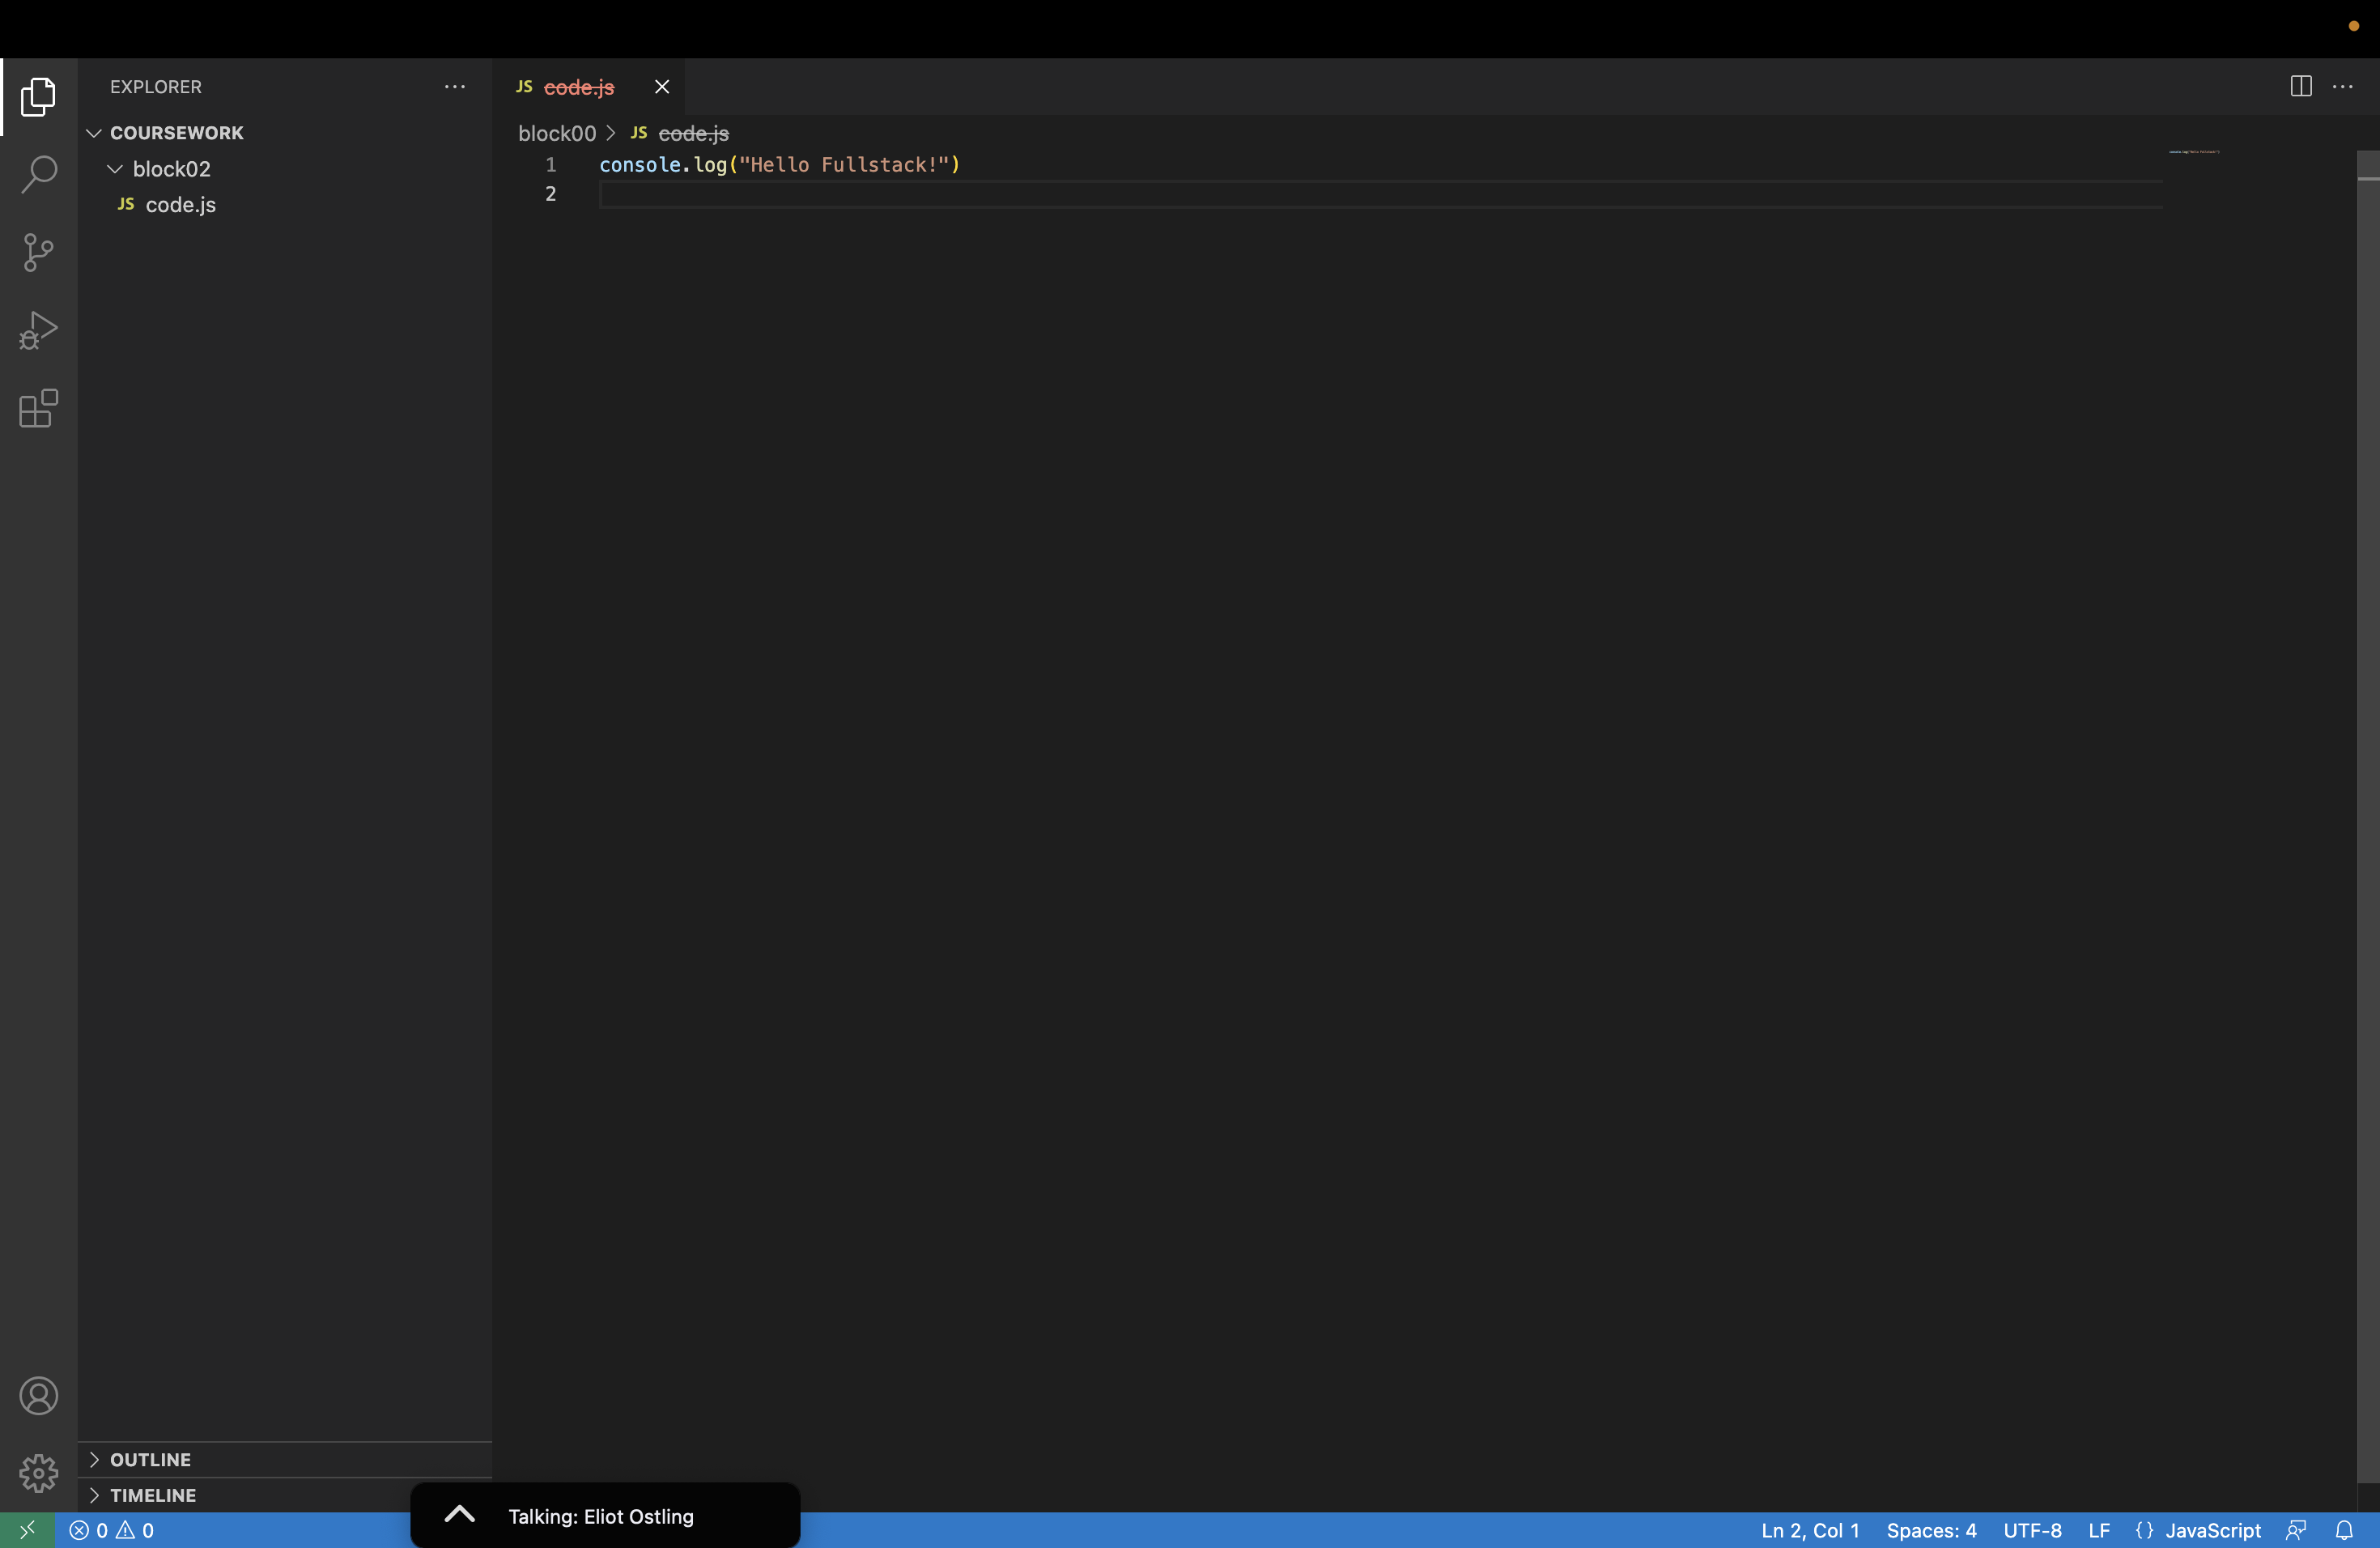 EXPLORER
COURSEWORK
block02
JS code.js
OUTLINE
TIMELINE
JS code.js
block00 > JS code.js
1 console.log("Hello Fullstack!")
2
Talking: Eliot Ostling
0 0
Ln 2, Col 1 Spaces: 4 UTF-8 LF {} JavaScript